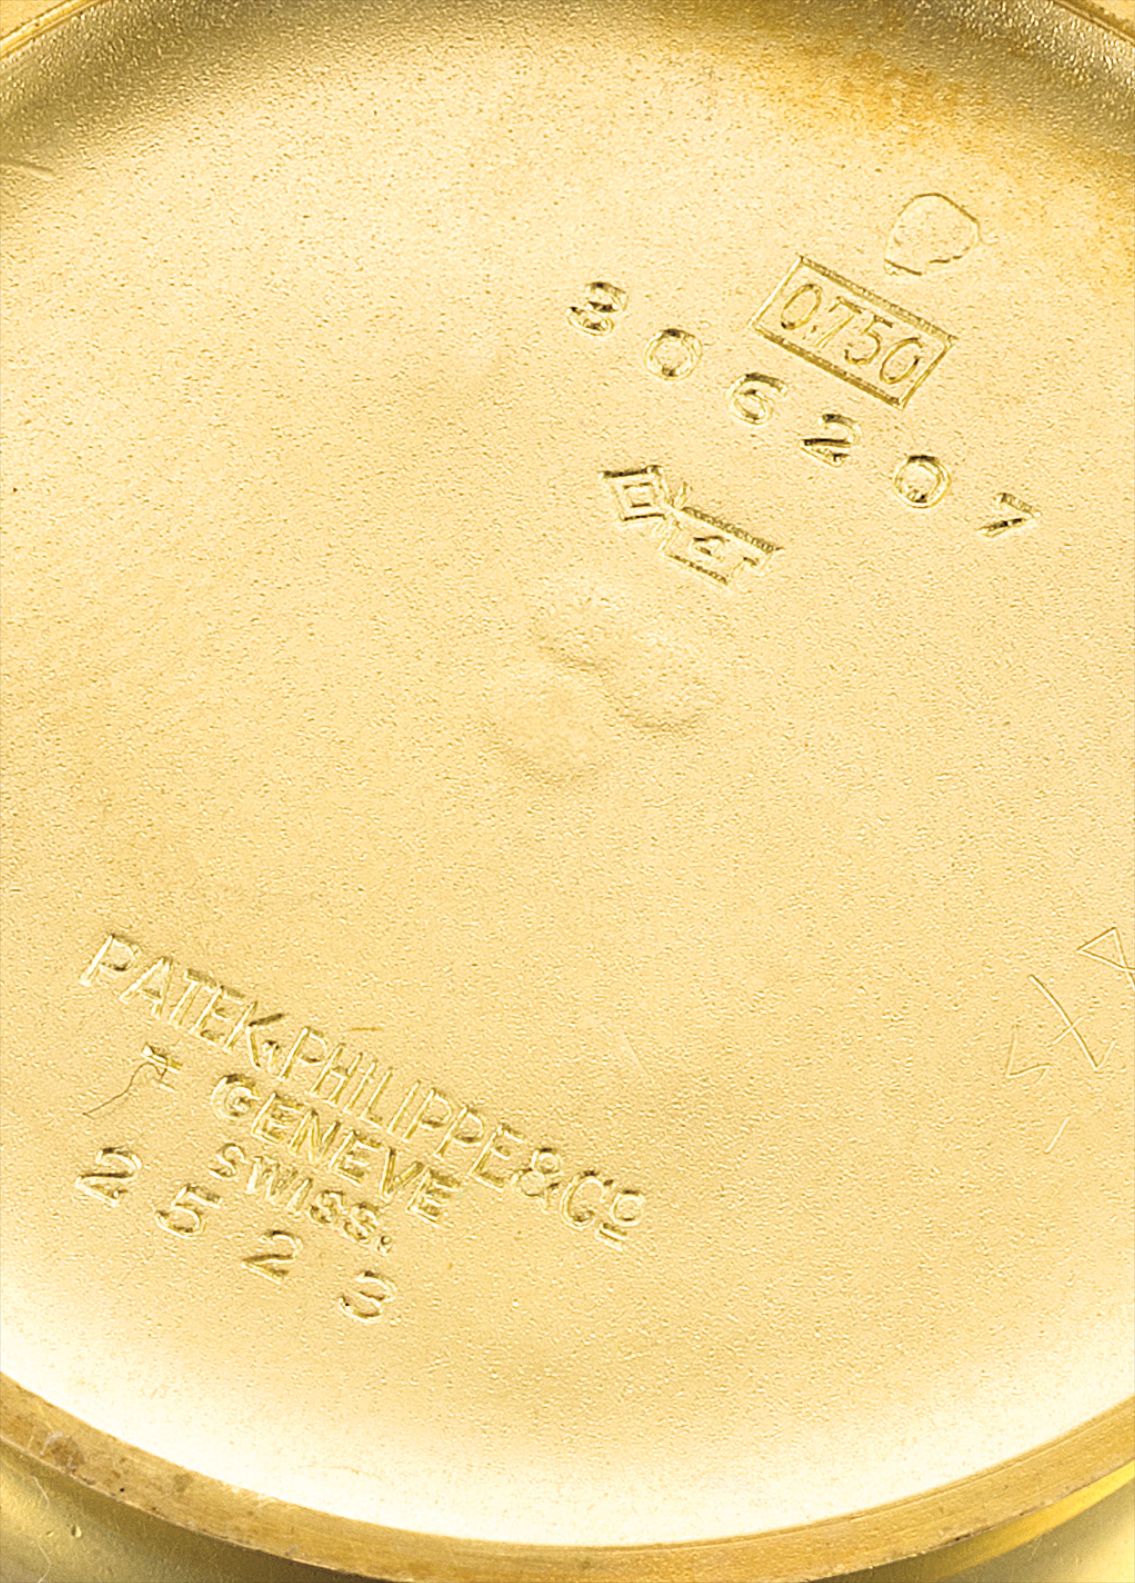 0.750
306207
PATEK, PHILIPPE & Cº
GENEVE
SWISS.
2523